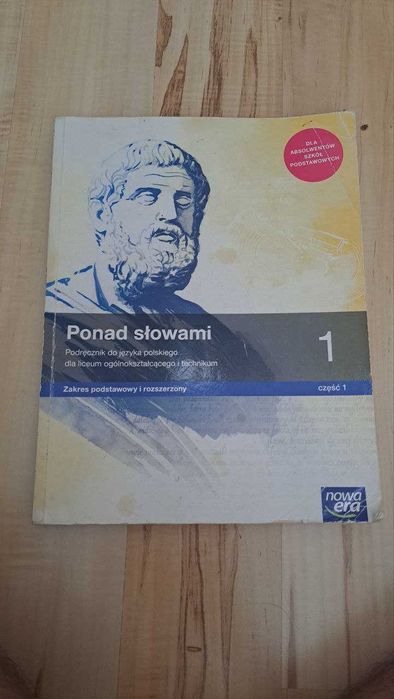 DLA
ABSOLWENTÓW
SZKÓŁ
PODSTAWOWYCH
Ponad słowami
1
Podręcznik do języka polskiego
dla liceum ogólnokształcącego i technikum
Zakres podstawowy i rozszerzony
część 1
nowa
era